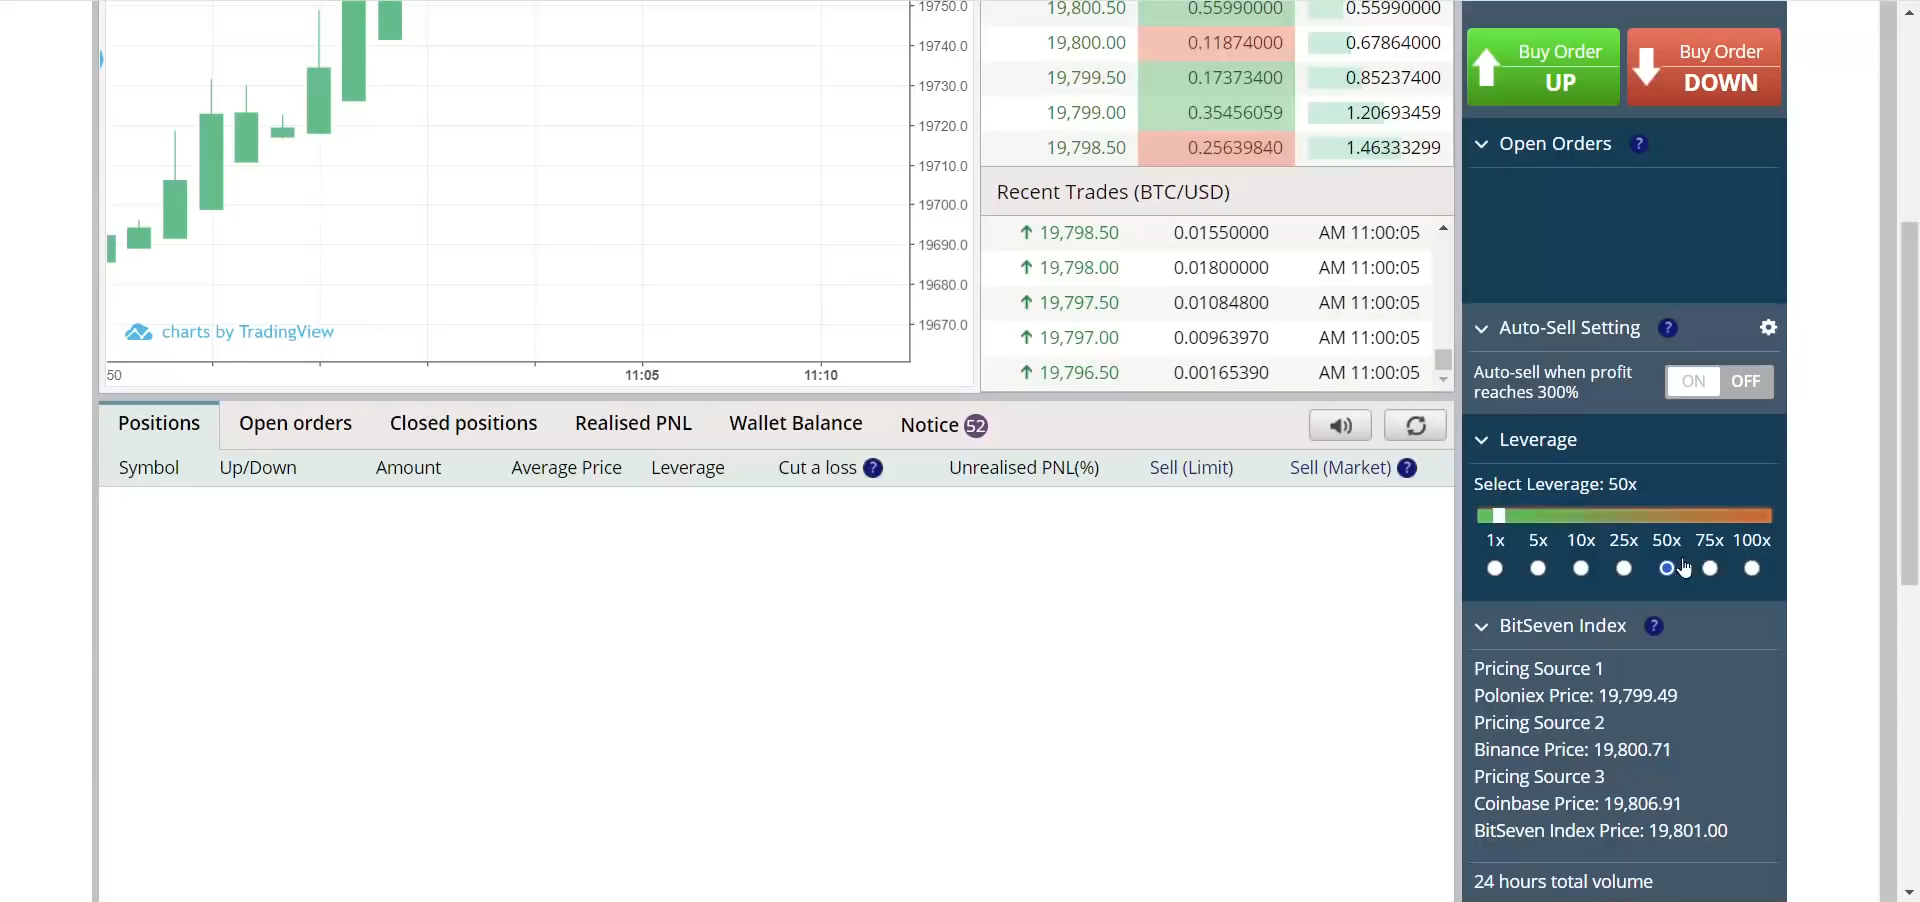 19750.0
19740.0
19730.0
19720.0
19710.0
19700.0
19690.0
19680.0
19670.0
charts by TradingView
50 11:05 11:10
19,800.50 0.55990000 0.55990000
19,800.00 0.11874000 0.67864000
19,799.50 0.17373400 0.85237400
19,799.00 0.35456059 1.20693459
19,798.50 0.25639840 1.46333299
Recent Trades (BTC/USD)
19,798.50 0.01550000 AM 11:00:05
19,798.00 0.01800000 AM 11:00:05
19,797.50 0.01084800 AM 11:00:05
19,797.00 0.00963970 AM 11:00:05
19,796.50 0.00165390 AM 11:00:05
Positions Open orders Closed positions Realised PNL Wallet Balance Notice 52
Symbol Up/Down Amount Average Price Leverage Cut a loss ? Unrealised PNL(%) Sell (Limit) Sell (Market) ?
Buy Order
UP
Buy Order
DOWN
Open Orders ?
Auto-Sell Setting ?
Auto-sell when profit
reaches 300%
ON OFF
Leverage
Select Leverage: 50x
1x 5x 10x 25x 50x 75x 100x
BitSeven Index ?
Pricing Source 1
Poloniex Price: 19,799.49
Pricing Source 2
Binance Price: 19,800.71
Pricing Source 3
Coinbase Price: 19,806.91
BitSeven Index Price: 19,801.00
24 hours total volume